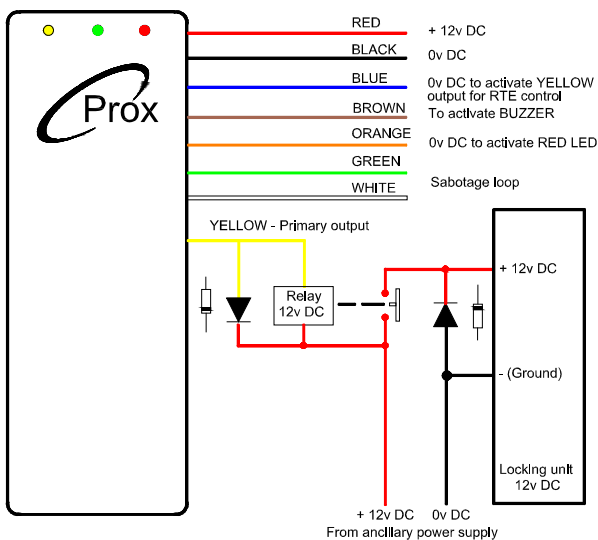 RED
+ 12v DC
BLACK
0v DC
BLUE
0v DC to activate YELLOW
output for RTE control
Prox
BROWN
To activate BUZZER
ORANGE
0v DC to activate RED LED
GREEN
WHITE
Sabotage loop
YELLOW - Primary output
+ 12v DC
Relay
12v DC
- (Ground)
Locking unit
12v DC
+ 12v DC
0v DC
From ancillary power supply